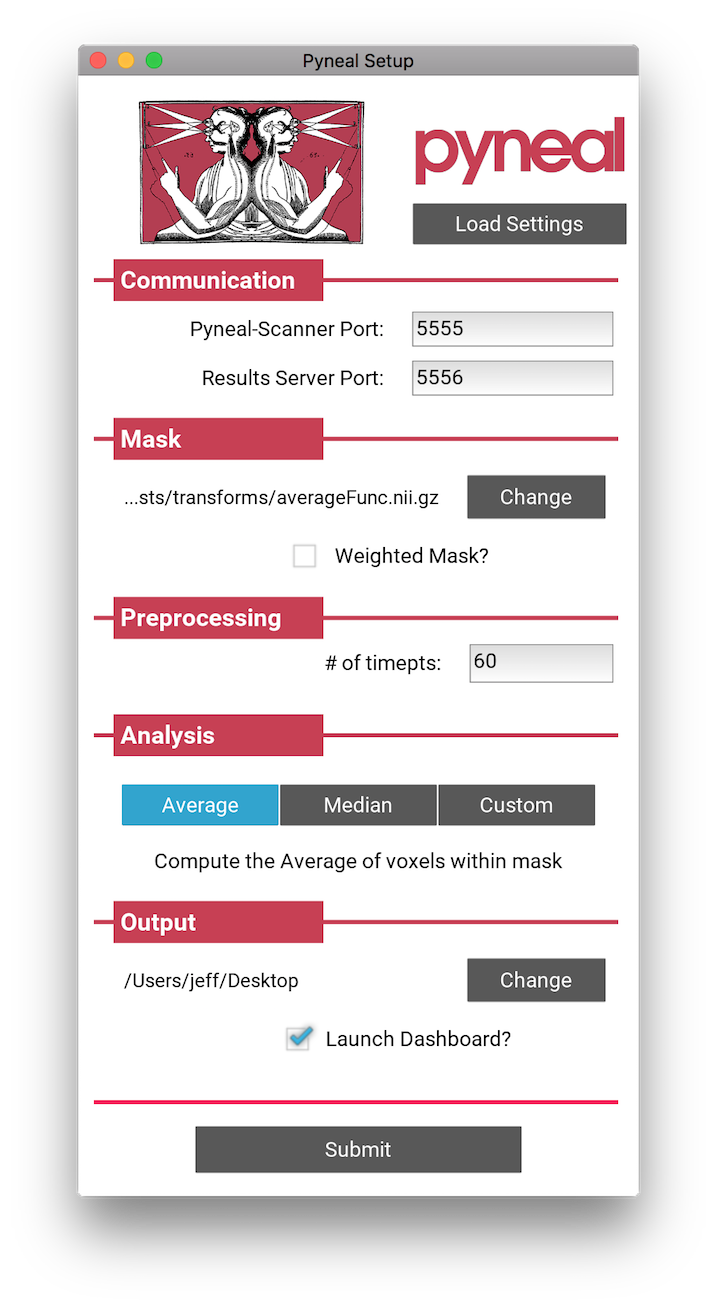 Pyneal Setup
pyneal
Load Settings
Communication
Pyneal-Scanner Port: 5555
Results Server Port: 5556
Mask
...sts/transforms/averageFunc.nii.gz Change
Weighted Mask?
Preprocessing
# of timepts: 60
Analysis
Average Median Custom
Compute the Average of voxels within mask
Output
/Users/jeff/Desktop Change
Launch Dashboard?
Submit